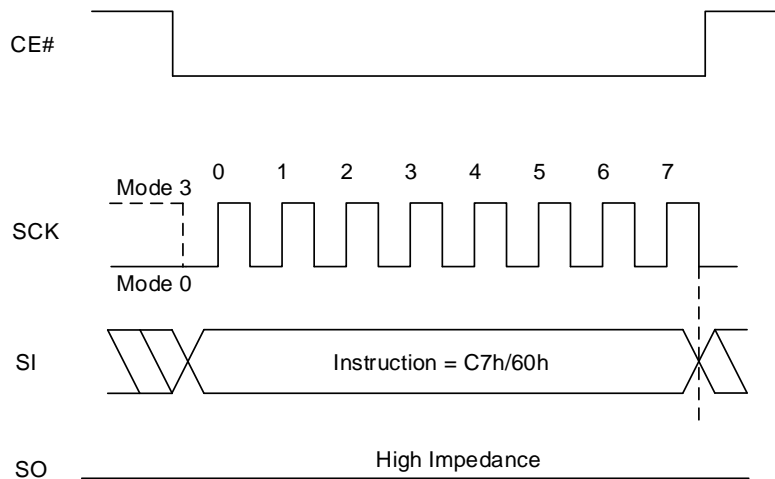 CE#
0 1 2 3 4 5 6 7
Mode 3
SCK
Mode 0
SI
Instruction = C7h/60h
High Impedance
SO